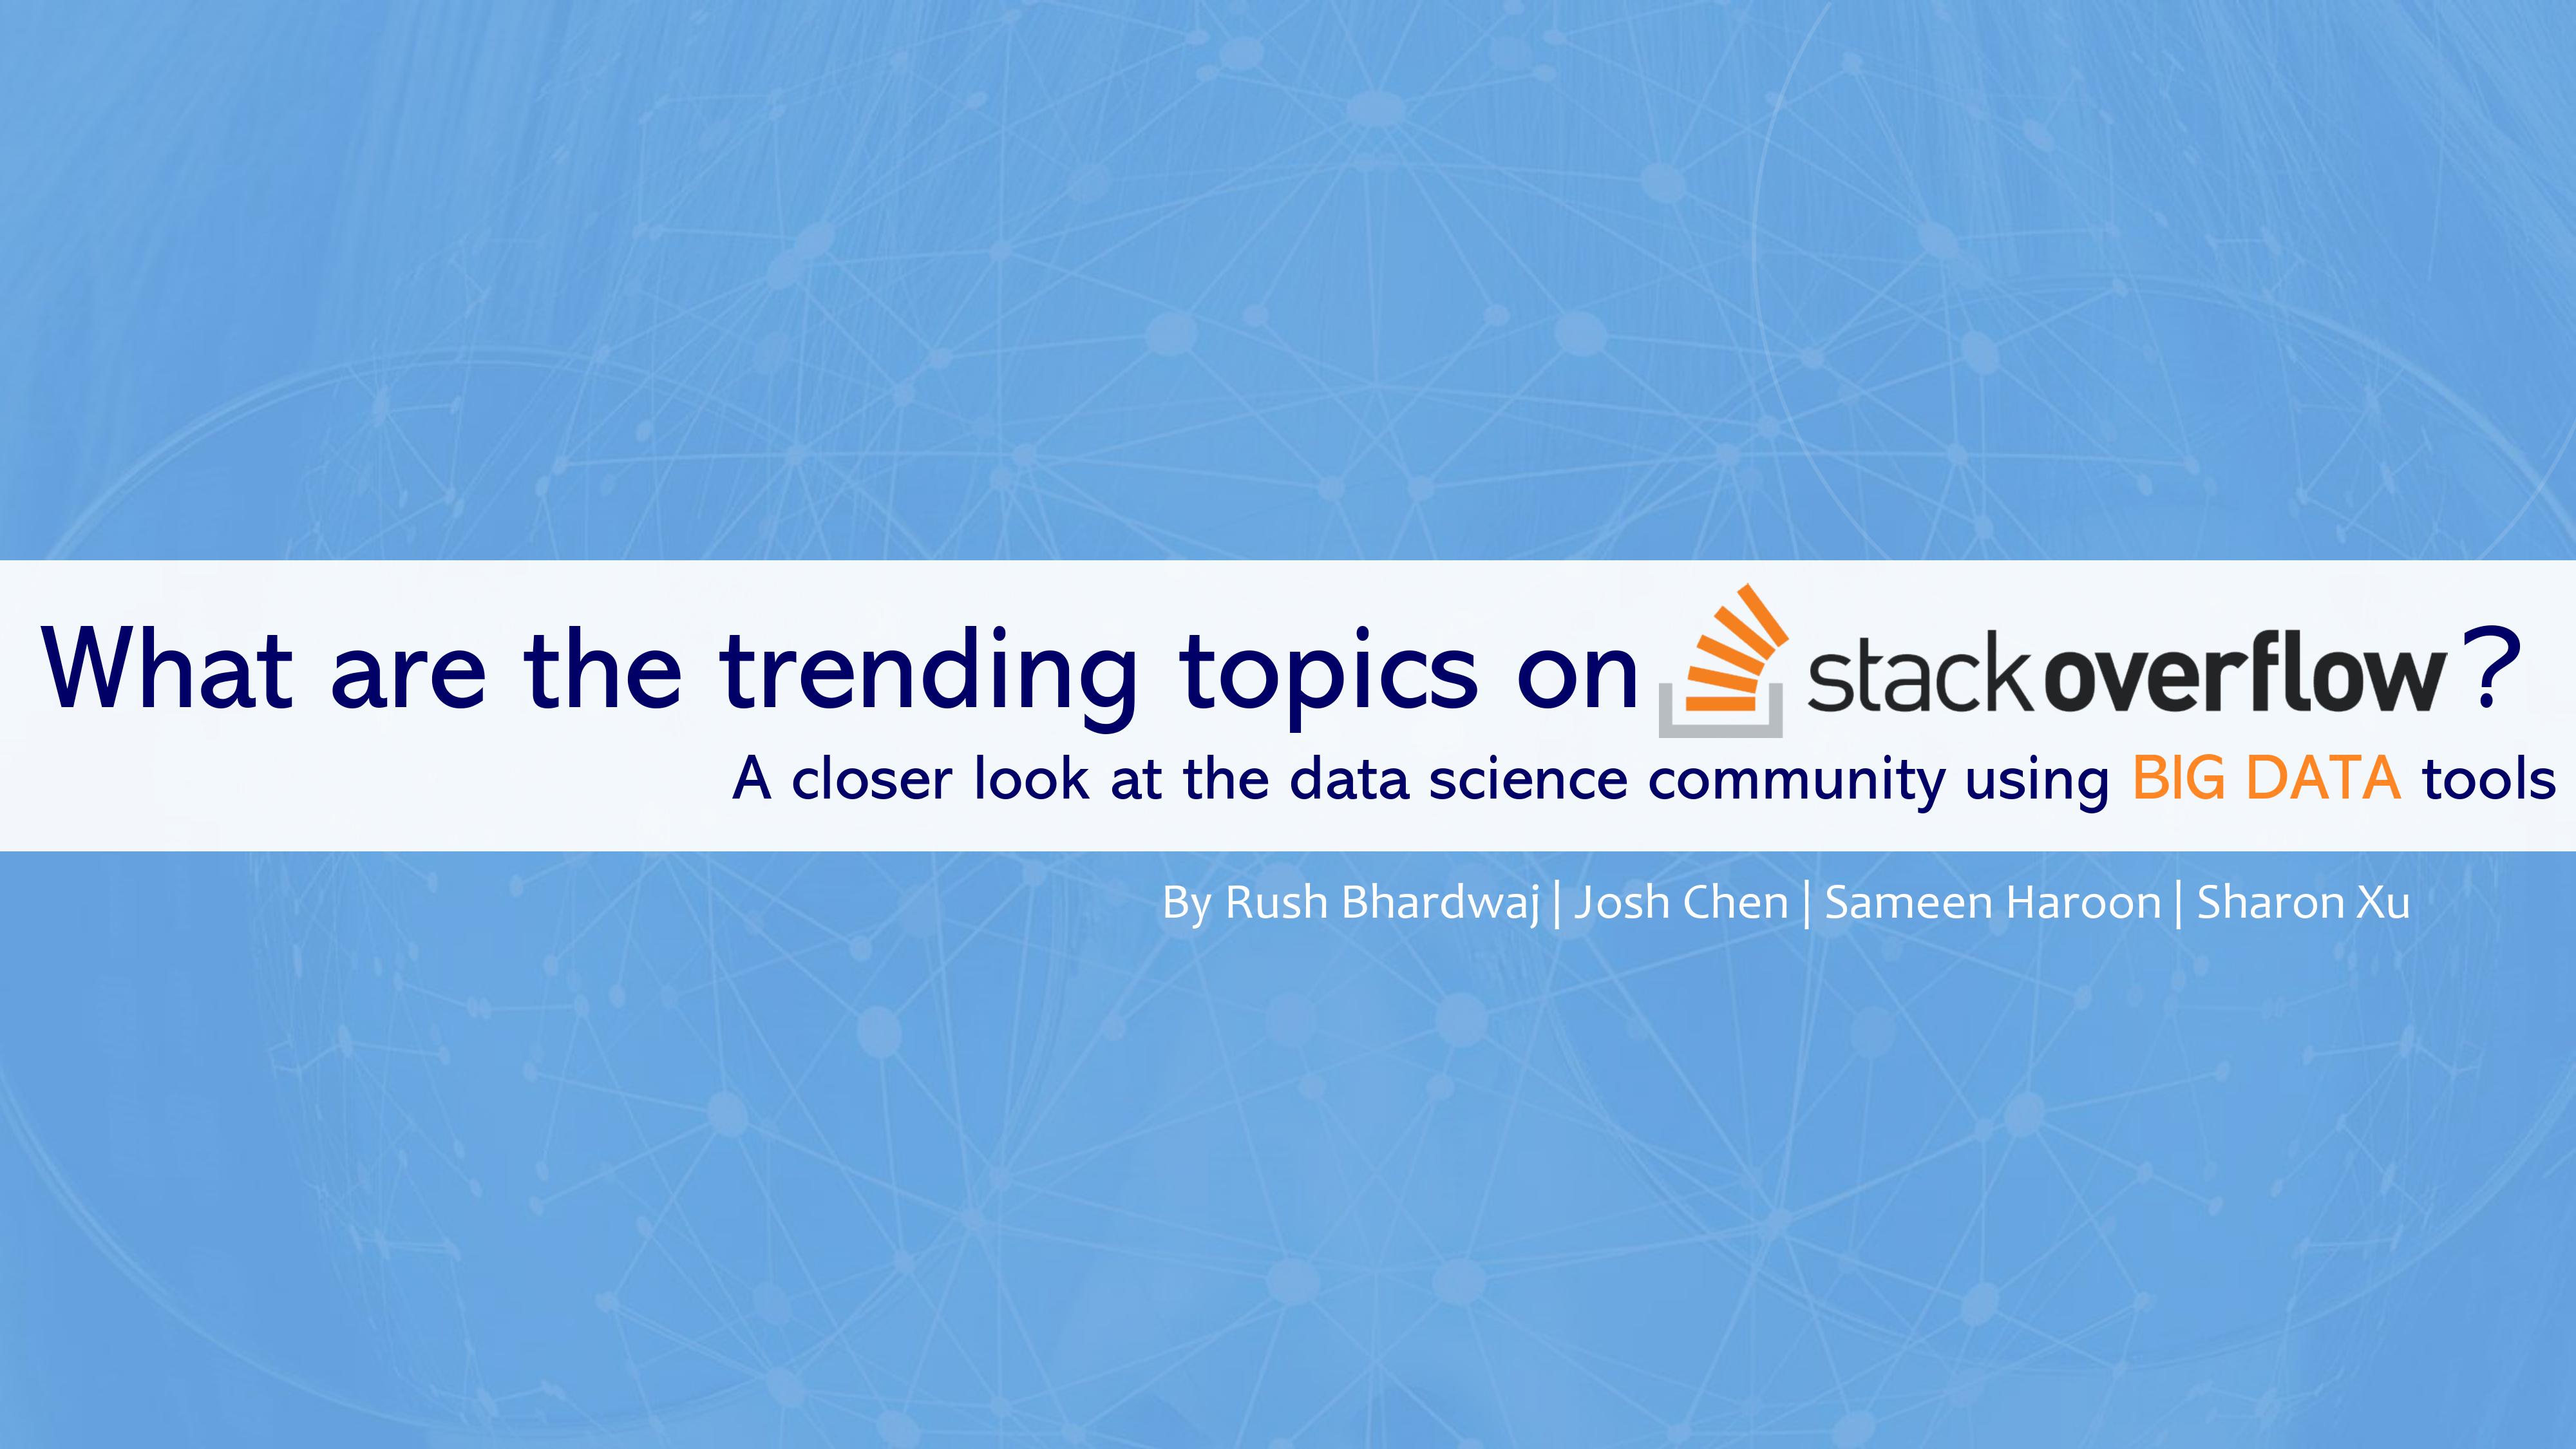 What are the trending topics on stackoverflow?
A closer look at the data science community using BIG DATA tools
By Rush Bhardwaj | Josh Chen | Sameen Haroon | Sharon Xu